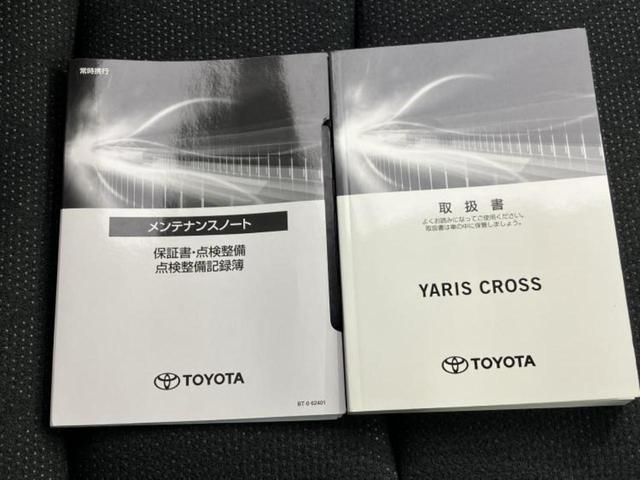 常時携行
メンテナンスノート
保証書・点検整備
点検整備記録簿
TOYOTA
BT-0 62401
取扱書
よくお読みになってご使用ください。
取扱書は車の中に保管しましょう。
YARIS CROSS
TOYOTA